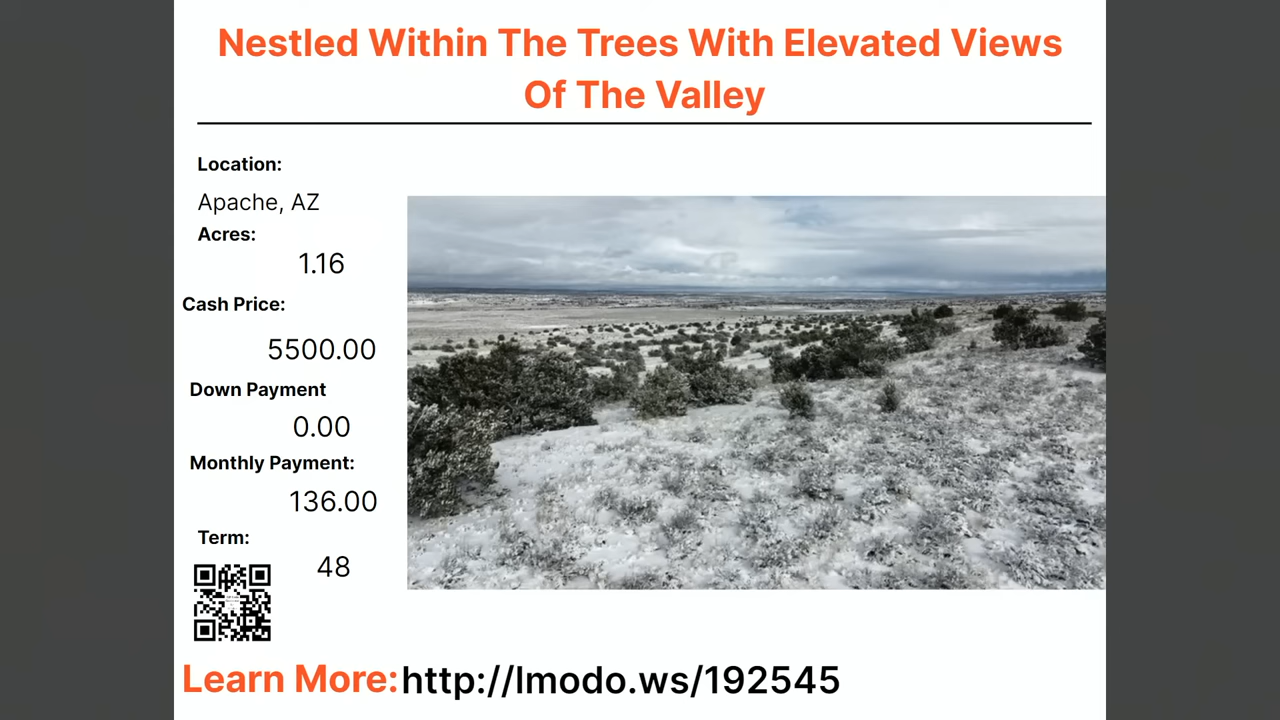 Nestled Within The Trees With Elevated Views
Of The Valley
Location:
Apache, AZ
Acres:
1.16
Cash Price:
5500.00
Down Payment
0.00
Monthly Payment:
136.00
Term:
48
Learn More:http://lmodo.ws/192545